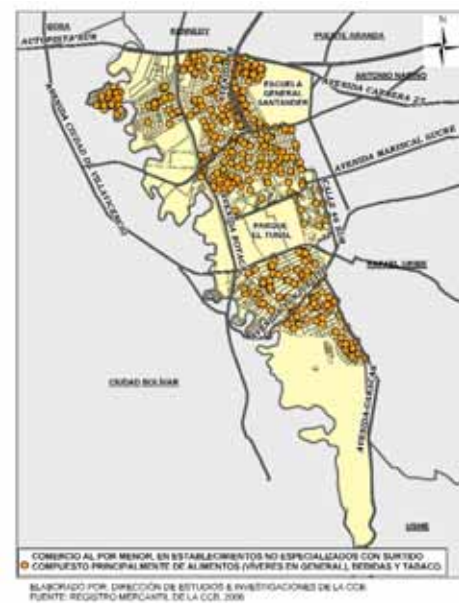 BOSA
KENNEDY
PUENTE ARANDA
AUTOPISTA SUR
N
ANTONIO NARIÑO
ESCUELA
GENERAL
SANTANDER
AVENIDA CARRERA 27
AVENIDA MARISCAL SUCRE
AVENIDA CIUDAD DE VILLAVICENCIO
CALLE 44 SUR
AVENIDA BOYACÁ
PARQUE
EL TUNAL
RAFAEL URIBE
CIUDAD BOLÍVAR
AVENIDA CARACAS
USME
COMERCIO AL POR MENOR, EN ESTABLECIMIENTOS NO ESPECIALIZADOS CON SURTIDO
COMPUESTO PRINCIPALMENTE DE ALIMENTOS (VÍVERES EN GENERAL), BEBIDAS Y TABACO.
ELABORADO POR: DIRECCIÓN DE ESTUDIOS E INVESTIGACIONES DE LA CCB.
FUENTE: REGISTRO MERCANTIL DE LA CCB, 2006